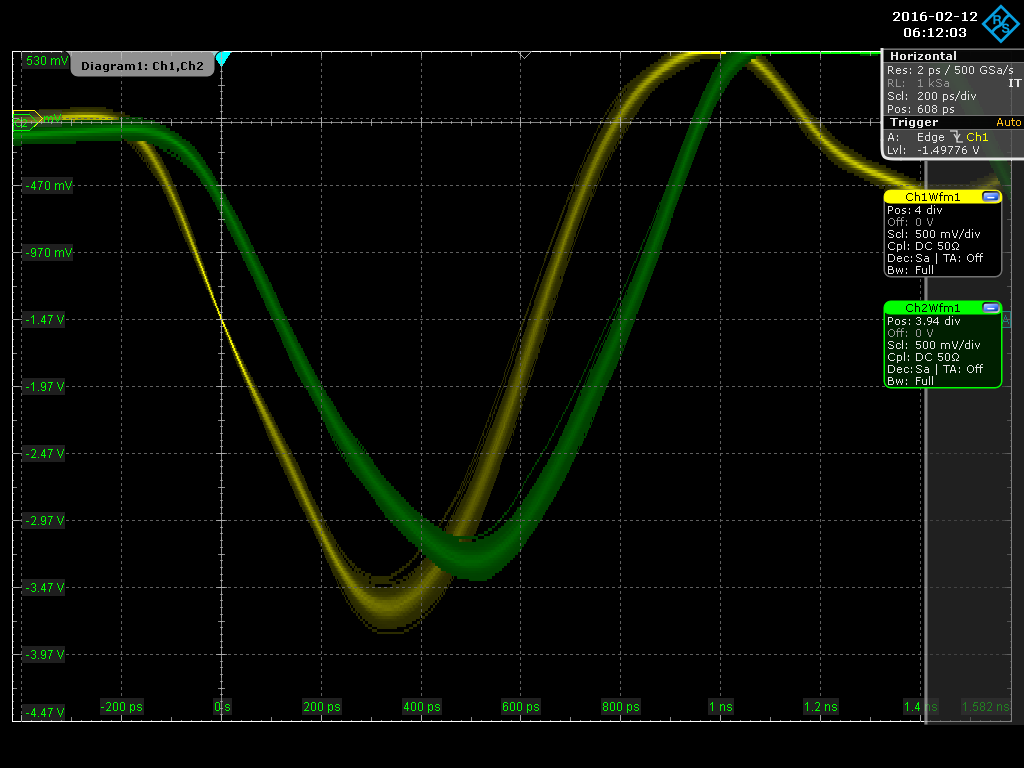 2016-02-12
06:12:03
R&S
Diagram1: Ch1,Ch2
530 mV
mV
C2
-470 mV
-970 mV
-1.47 V
-1.97 V
-2.47 V
-2.97 V
-3.47 V
-3.97 V
-4.47 V
-200 ps
0 s
200 ps
400 ps
600 ps
800 ps
1 ns
1.2 ns
1.4 ns
1.582 ns
Horizontal
Res: 2 ps / 500 GSa/s
RL: 1 kSa IT
Scl: 200 ps/div
Pos: 608 ps
Trigger Auto
A: Edge Ch1
Lvl: -1.49776 V
Ch1Wfm1
Pos: 4 div
Off: 0 V
Scl: 500 mV/div
Cpl: DC 50Ω
Dec: Sa | TA: Off
Bw: Full
Ch2Wfm1
Pos: 3.94 div
Off: 0 V
Scl: 500 mV/div
Cpl: DC 50Ω
Dec: Sa | TA: Off
Bw: Full